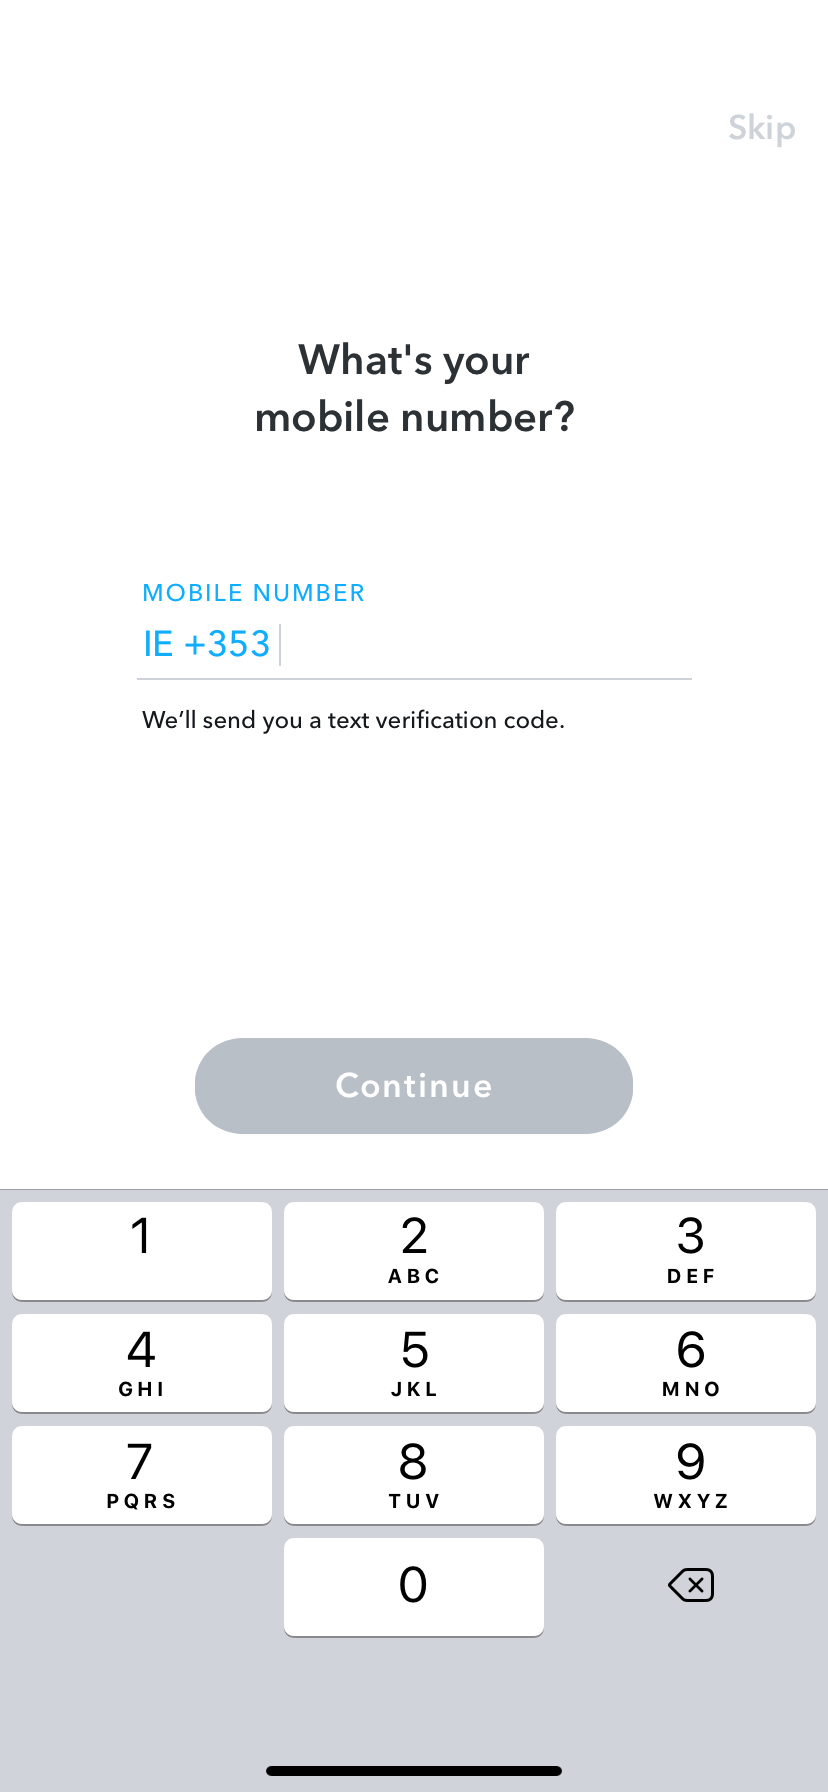 Skip
What's your
mobile number?
MOBILE NUMBER
IE +353
We’ll send you a text verification code.
Continue
1
2
ABC
3
DEF
4
GHI
5
JKL
6
MNO
7
PQRS
8
TUV
9
WXYZ
0